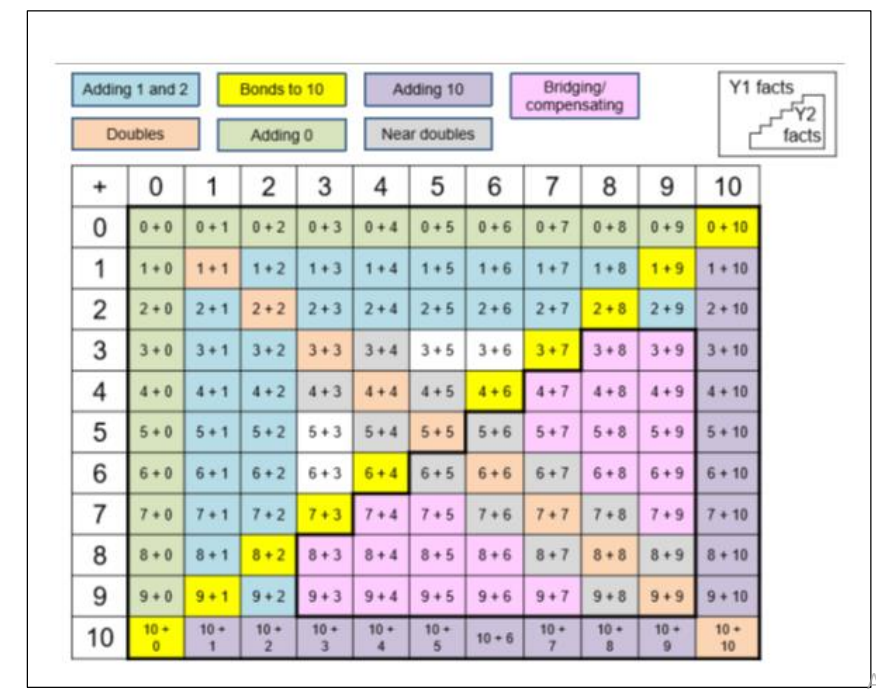 Adding 1 and 2 Bonds to 10 Adding 10 Bridging/
compensating Y1 facts
Y2
facts
Doubles Adding 0 Near doubles
+ 0 1 2 3 4 5 6 7 8 9 10
0 0 + 0 0 + 1 0 + 2 0 + 3 0 + 4 0 + 5 0 + 6 0 + 7 0 + 8 0 + 9 0 + 10
1 1 + 0 1 + 1 1 + 2 1 + 3 1 + 4 1 + 5 1 + 6 1 + 7 1 + 8 1 + 9 1 + 10
2 2 + 0 2 + 1 2 + 2 2 + 3 2 + 4 2 + 5 2 + 6 2 + 7 2 + 8 2 + 9 2 + 10
3 3 + 0 3 + 1 3 + 2 3 + 3 3 + 4 3 + 5 3 + 6 3 + 7 3 + 8 3 + 9 3 + 10
4 4 + 0 4 + 1 4 + 2 4 + 3 4 + 4 4 + 5 4 + 6 4 + 7 4 + 8 4 + 9 4 + 10
5 5 + 0 5 + 1 5 + 2 5 + 3 5 + 4 5 + 5 5 + 6 5 + 7 5 + 8 5 + 9 5 + 10
6 6 + 0 6 + 1 6 + 2 6 + 3 6 + 4 6 + 5 6 + 6 6 + 7 6 + 8 6 + 9 6 + 10
7 7 + 0 7 + 1 7 + 2 7 + 3 7 + 4 7 + 5 7 + 6 7 + 7 7 + 8 7 + 9 7 + 10
8 8 + 0 8 + 1 8 + 2 8 + 3 8 + 4 8 + 5 8 + 6 8 + 7 8 + 8 8 + 9 8 + 10
9 9 + 0 9 + 1 9 + 2 9 + 3 9 + 4 9 + 5 9 + 6 9 + 7 9 + 8 9 + 9 9 + 10
10 10 + 0 10 + 1 10 + 2 10 + 3 10 + 4 10 + 5 10 + 6 10 + 7 10 + 8 10 + 9 10 + 10